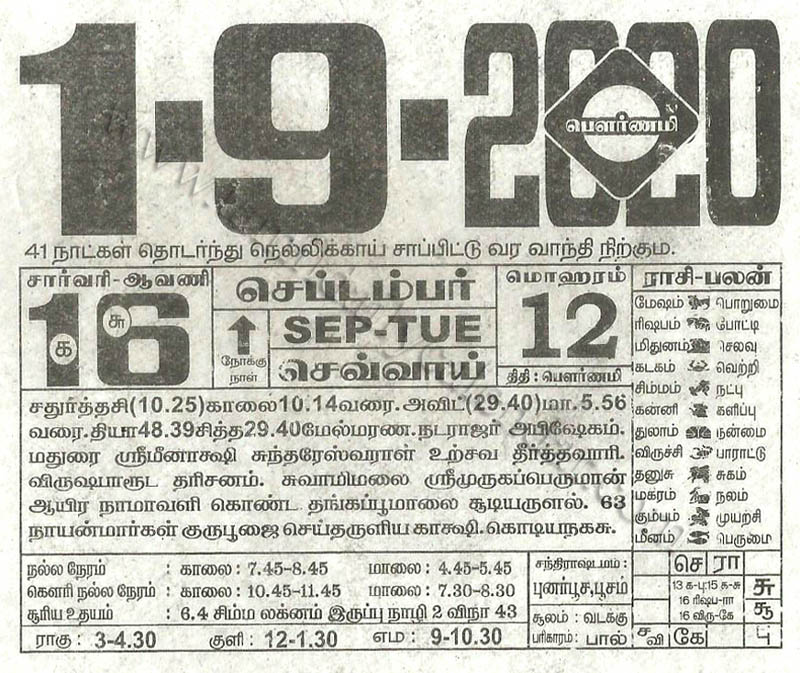 1-9-2020
பௌர்ணமி
41 நாட்கள் தொடர்ந்து நெல்லிக்காய் சாப்பிட்டு வர வாந்தி நிற்கும.
சார்வரி-ஆவணி
16
க சு
நோக்கு
நாள்
செப்டம்பர்
SEP-TUE
செவ்வாய்
மொஹரம்
12
திதி : பௌர்ணமி
ராசி-பலன்
மேஷம் பொறுமை
ரிஷபம் போட்டி
மிதுனம் செலவு
கடகம் வெற்றி
சிம்மம் நட்பு
கன்னி களிப்பு
துலாம் நன்மை
விருச்சி பாராட்டு
தனுசு சுகம்
மகரம் நலம்
கும்பம் முயற்சி
மீனம் பெருமை
சதுர்த்தசி(10.25)காலை10.14வரை.அவிட்(29.40)மா.5.56
வரை.தியா48.39சித்த29.40மேல்மரண.நடராஜர் அபிஷேகம்.
மதுரை ஸ்ரீமீனாக்ஷி சுந்தரேஸ்வராள் உற்சவ தீர்த்தவாரி.
விருஷபாரூட தரிசனம். சுவாமிமலை ஸ்ரீமுருகப்பெருமான்
ஆயிர நாமாவளி கொண்ட தங்கப்பூமாலை சூடியருளல். 63
நாயன்மார்கள் குருபூஜை செய்தருளிய காக்ஷி.கொடியநகசு.
நல்ல நேரம் : காலை: 7.45-8.45 மாலை: 4.45-5.45
கௌரி நல்ல நேரம் : காலை: 10.45-11.45 மாலை: 7.30-8.30
சூரிய உதயம் : 6.4 சிம்ம லக்னம் இருப்பு நாழி 2 விநா 43
ராகு : 3-4.30 குளி : 12-1.30 எம : 9-10.30
சந்திராஷ்டமம் :
புனர்பூச,பூசம்
சூலம் : வடக்கு
பரிகாரம் : பால்
செ ரா
13 க-பு:15 க-சு
16 ரிஷப-ரா
16 விரு-கே
சு
சூ
ச வி கே பு